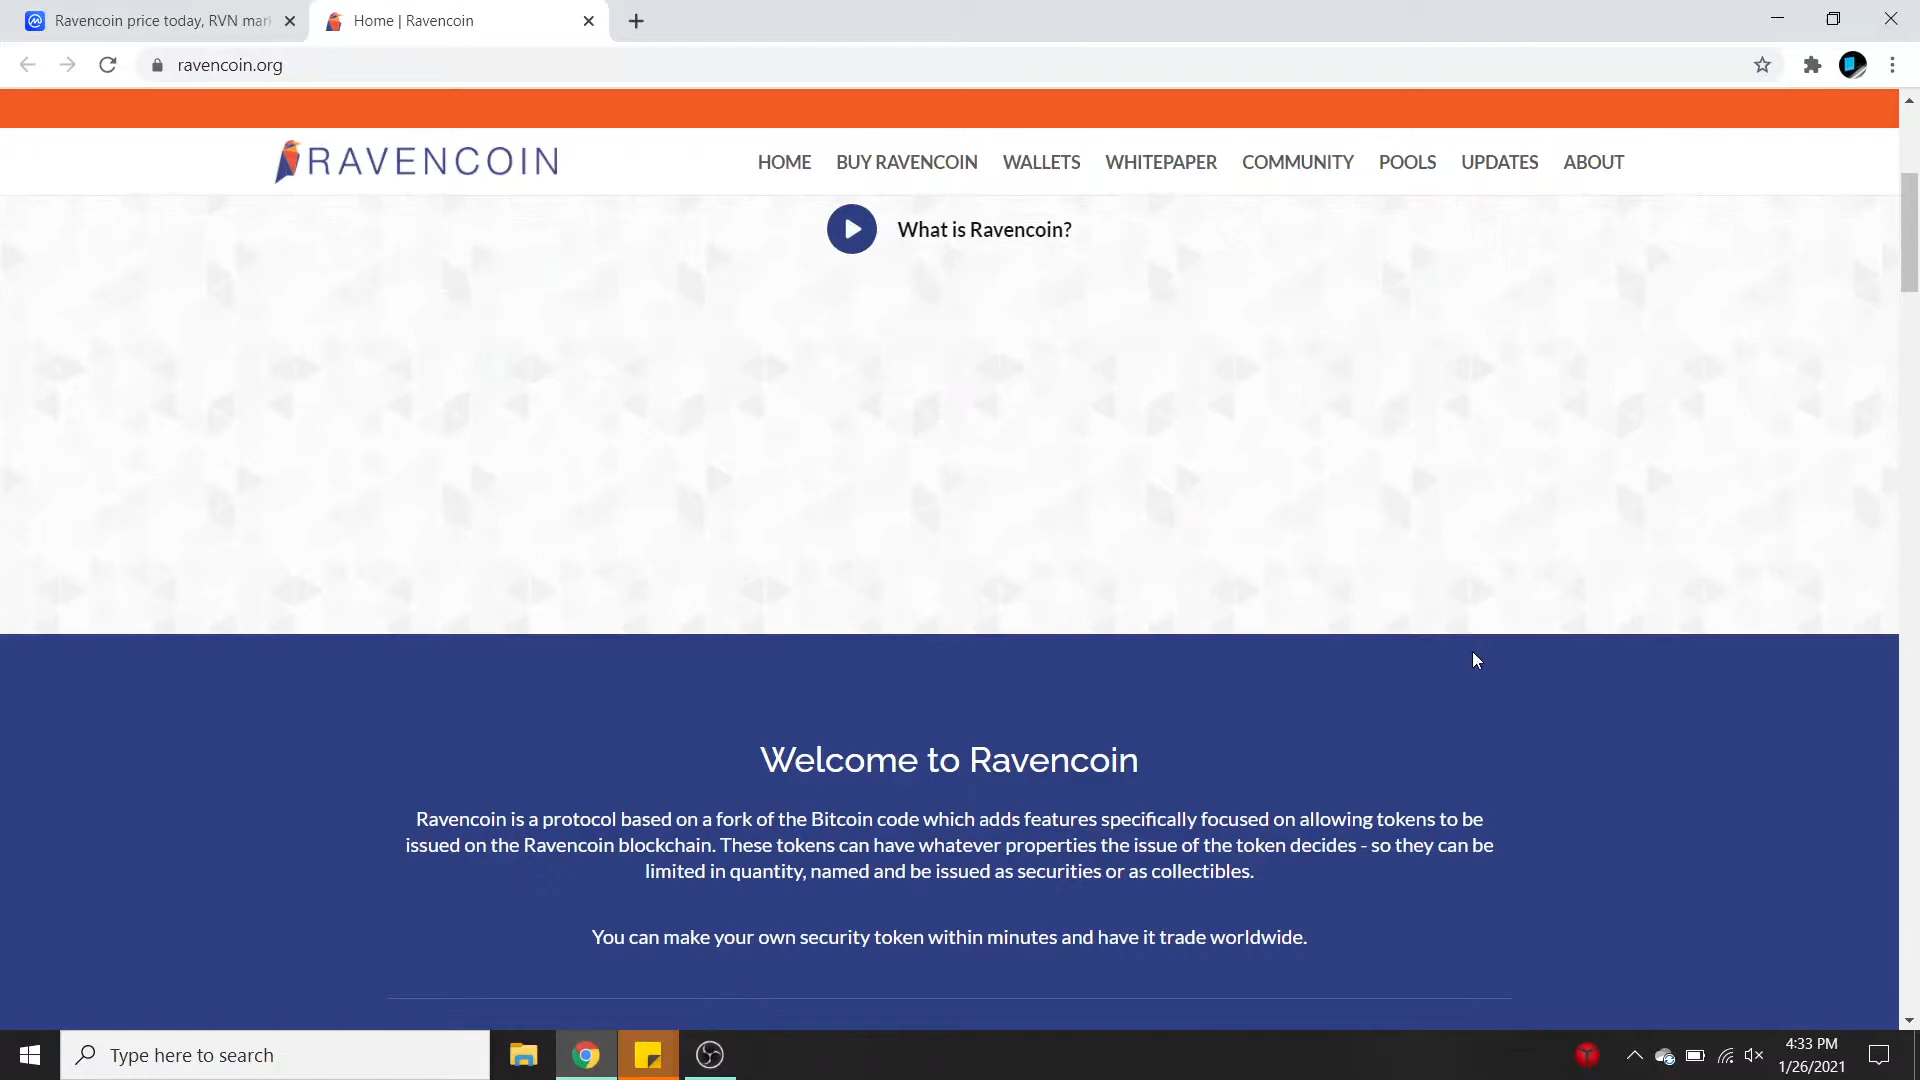 Ravencoin price today, RVN mar
Home | Ravencoin
ravencoin.org
RAVENCOIN
HOME
BUY RAVENCOIN
WALLETS
WHITEPAPER
COMMUNITY
POOLS
UPDATES
ABOUT
What is Ravencoin?
Welcome to Ravencoin
Ravencoin is a protocol based on a fork of the Bitcoin code which adds features specifically focused on allowing tokens to be
issued on the Ravencoin blockchain. These tokens can have whatever properties the issue of the token decides - so they can be
limited in quantity, named and be issued as securities or as collectibles.
You can make your own security token within minutes and have it trade worldwide.
Type here to search
4:33 PM
1/26/2021